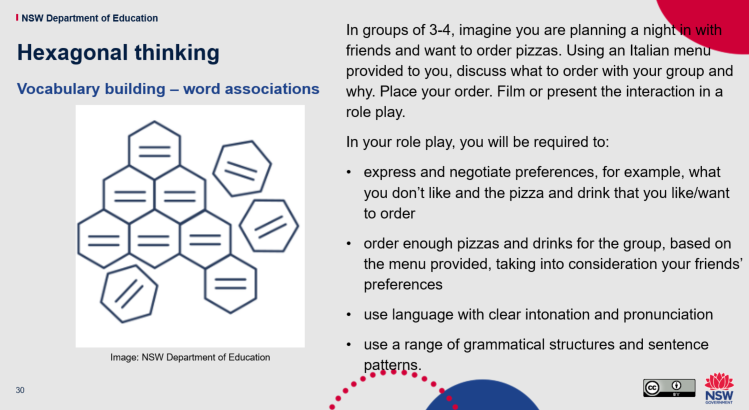 NSW Department of Education
Hexagonal thinking
Vocabulary building – word associations
Image: NSW Department of Education
30
In groups of 3-4, imagine you are planning a night in with
friends and want to order pizzas. Using an Italian menu
provided to you, discuss what to order with your group and
why. Place your order. Film or present the interaction in a
role play.
In your role play, you will be required to:
• express and negotiate preferences, for example, what
you don’t like and the pizza and drink that you like/want
to order
• order enough pizzas and drinks for the group, based on
the menu provided, taking into consideration your friends’
preferences
• use language with clear intonation and pronunciation
• use a range of grammatical structures and sentence
patterns.
cc
BY
NSW
GOVERNMENT